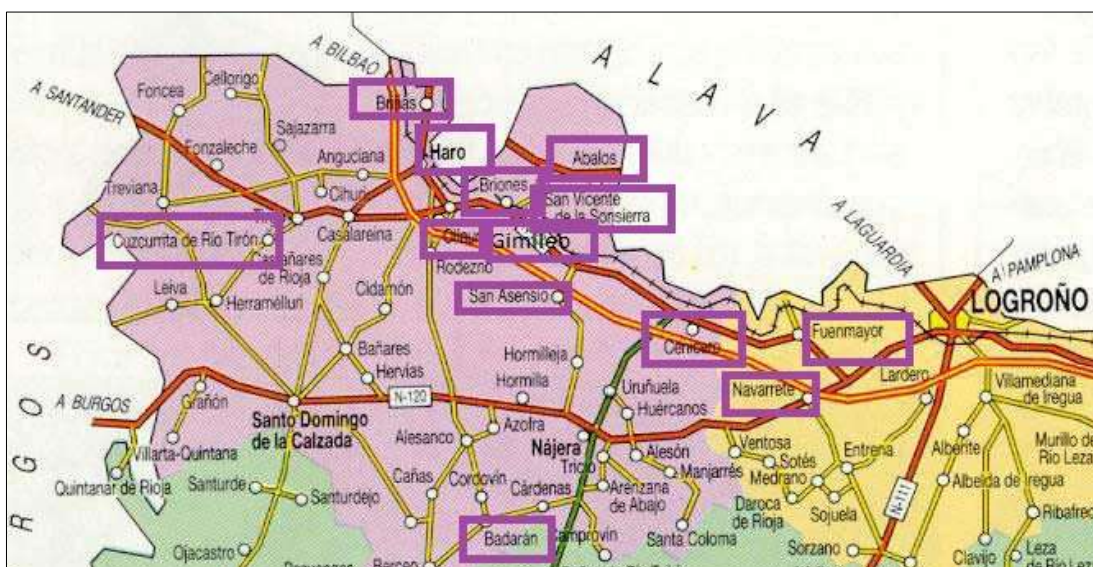 A L A V A
A BILBAO
A SANTANDER
Foncea
Cellorigo
Briñas
Sajazarra
Fonzaleche
Anguciana
Haro
Abalos
Treviana
Cihuri
Briones
San Vicente
de la Sonsierra
Cuzcurrita de Río Tirón
Casalareina
Gimileo
A LAGUARDIA
Castañares
de Rioja
Rodezno
A PAMPLONA
Leiva
Herramélluri
Cidamón
San Asensio
LOGROÑO
Cenicero
Fuenmayor
Bañares
Hormilleja
Hervías
Hormilla
Uruñuela
Navarrete
Lardero
Villamediana
de Iregua
A BURGOS
Grañón
N-120
Huércanos
Santo Domingo
de la Calzada
Azofra
Alesanco
Nájera
Alesón
Ventosa
Entrena
Alberite
Murillo de
Río Leza
Villarta-Quintana
Tricio
Sotés
Quintanar de Rioja
Santurde
Santurdejo
Cañas
Cordovín
Cárdenas
Manjarrés
Medrano
Arenzana
de Abajo
Daroca
de Rioja
Sojuela
N-111
Albelda de Iregua
Ribafrec
R G O S
Ojacastro
Badarán
Camprovín
Santa Coloma
Sorzano
Clavijo
Leza
de Río Lez
Berceo